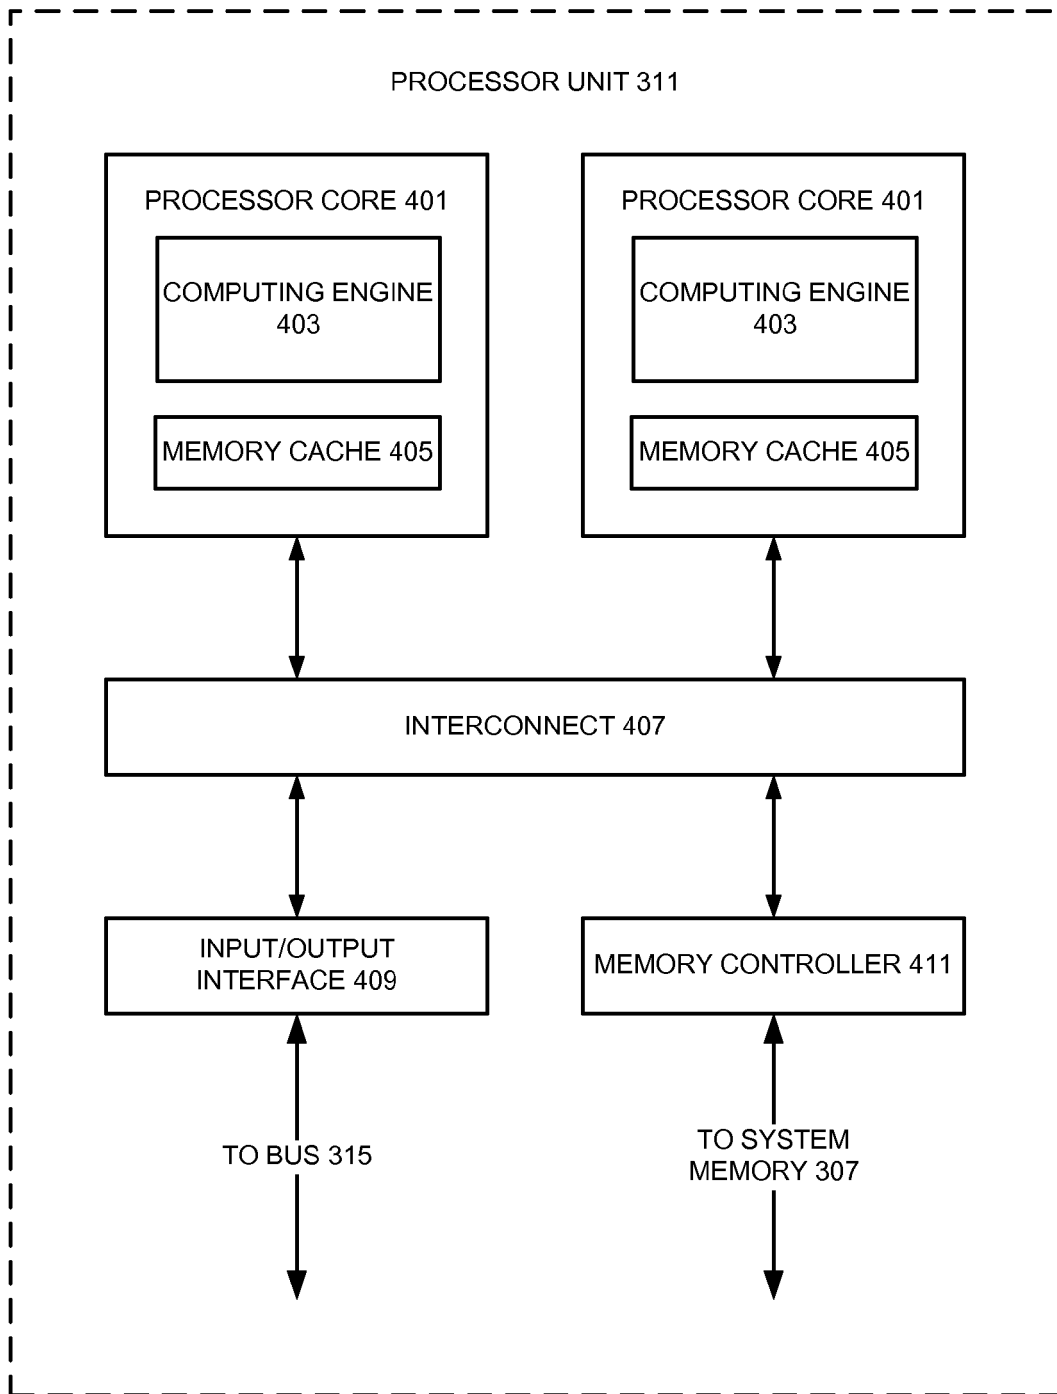 PROCESSOR UNIT 311
PROCESSOR CORE 401
COMPUTING ENGINE
403
MEMORY CACHE 405
PROCESSOR CORE 401
COMPUTING ENGINE
403
MEMORY CACHE 405
INTERCONNECT 407
INPUT/OUTPUT
INTERFACE 409
MEMORY CONTROLLER 411
TO BUS 315
TO SYSTEM
MEMORY 307